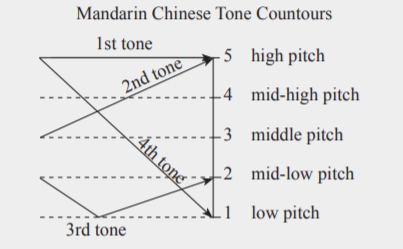 Mandarin Chinese Tone Countours
1st tone
2nd tone
4th tone
3rd tone
5 high pitch
4 mid-high pitch
3 middle pitch
2 mid-low pitch
1 low pitch